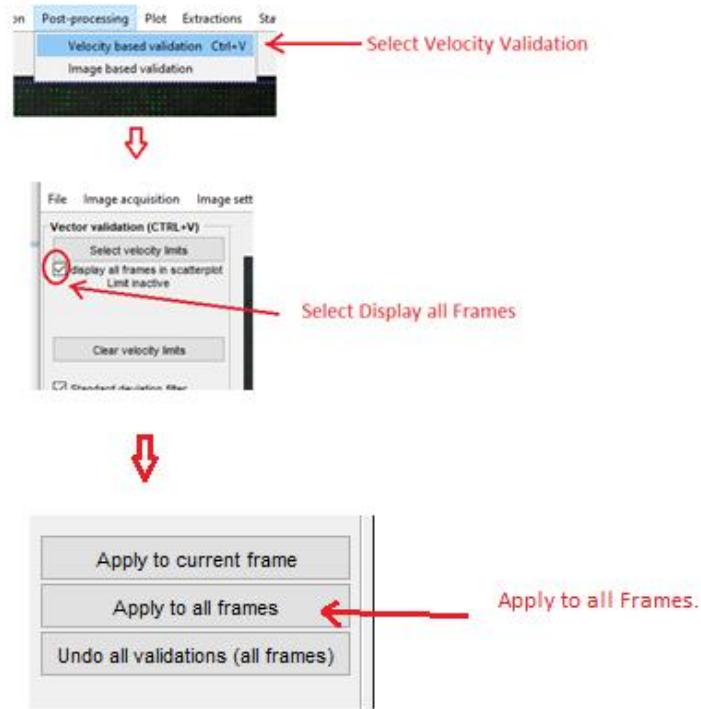 on Post-processing Plot Extractions Sta
Velocity based validation Ctrl+V
Select Velocity Validation
Image based validation
File Image acquisition Image sett
Vector validation (CTRL+V)
Select velocity limits
display all frames in scatterplot
Limit inactive
Select Display all Frames
Clear velocity limits
Standard deviation filter
Apply to current frame
Apply to all frames
Apply to all Frames.
Undo all validations (all frames)